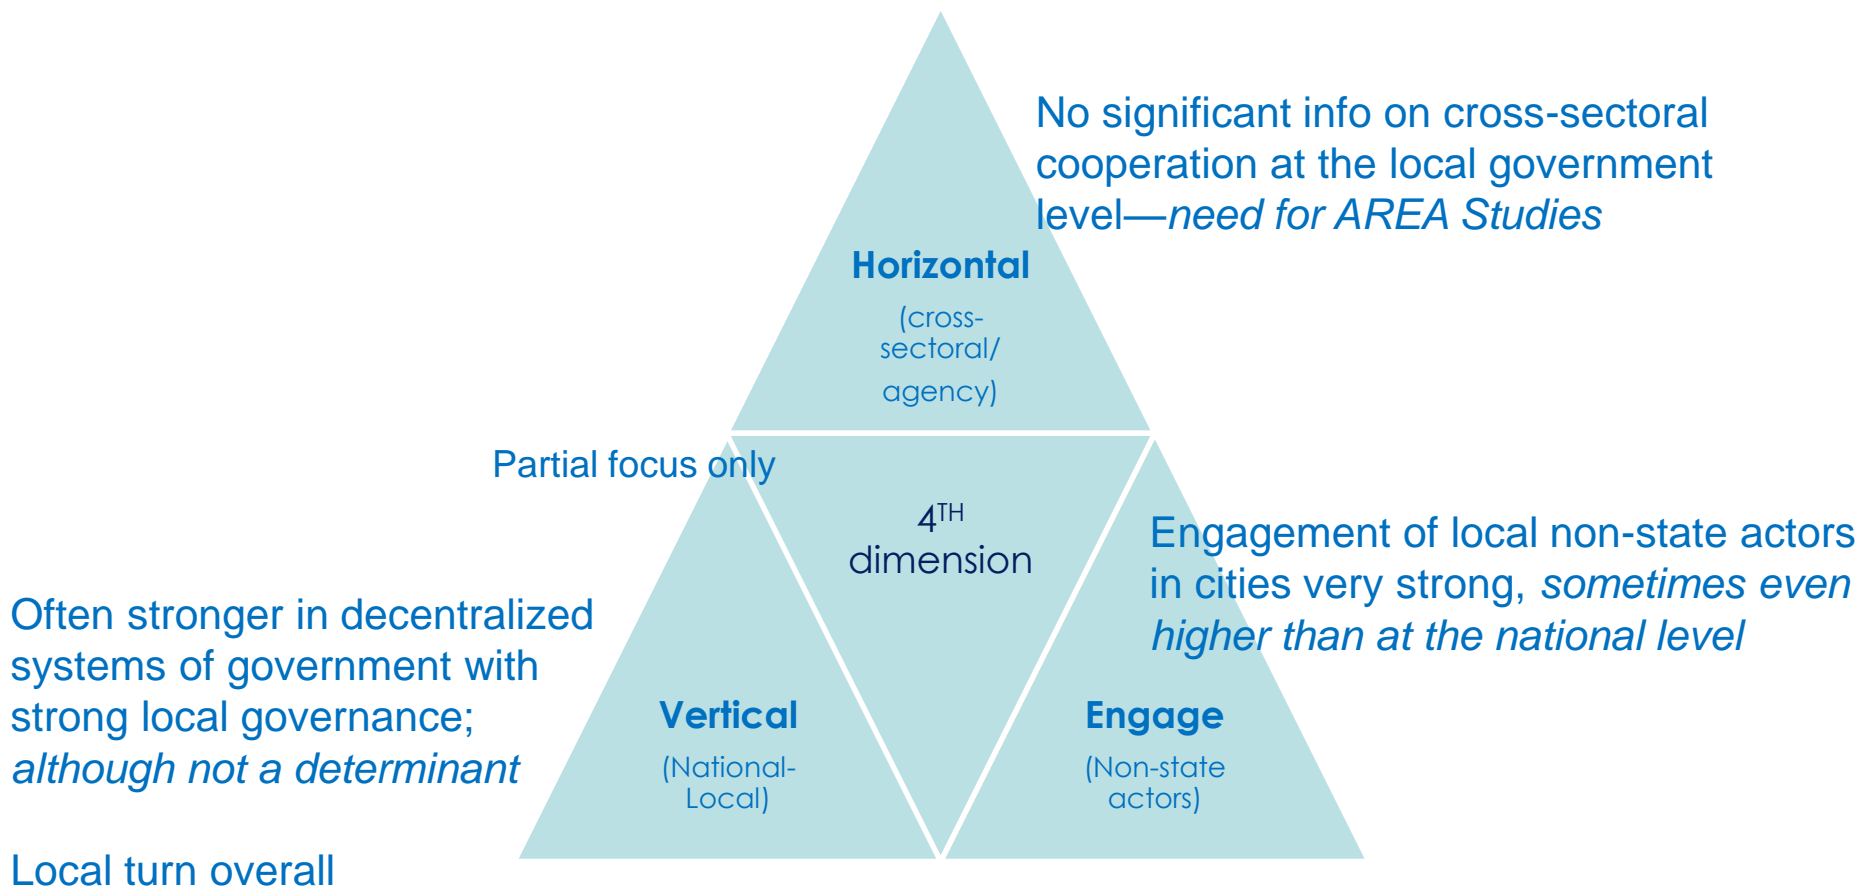 No significant info on cross-sectoral
cooperation at the local government
level—need for AREA Studies
Horizontal
(cross-
sectoral/
agency)
Partial focus only
4TH
dimension
Engagement of local non-state actors
in cities very strong, sometimes even
higher than at the national level
Often stronger in decentralized
systems of government with
strong local governance;
although not a determinant
Local turn overall
Vertical
(National-
Local)
Engage
(Non-state
actors)